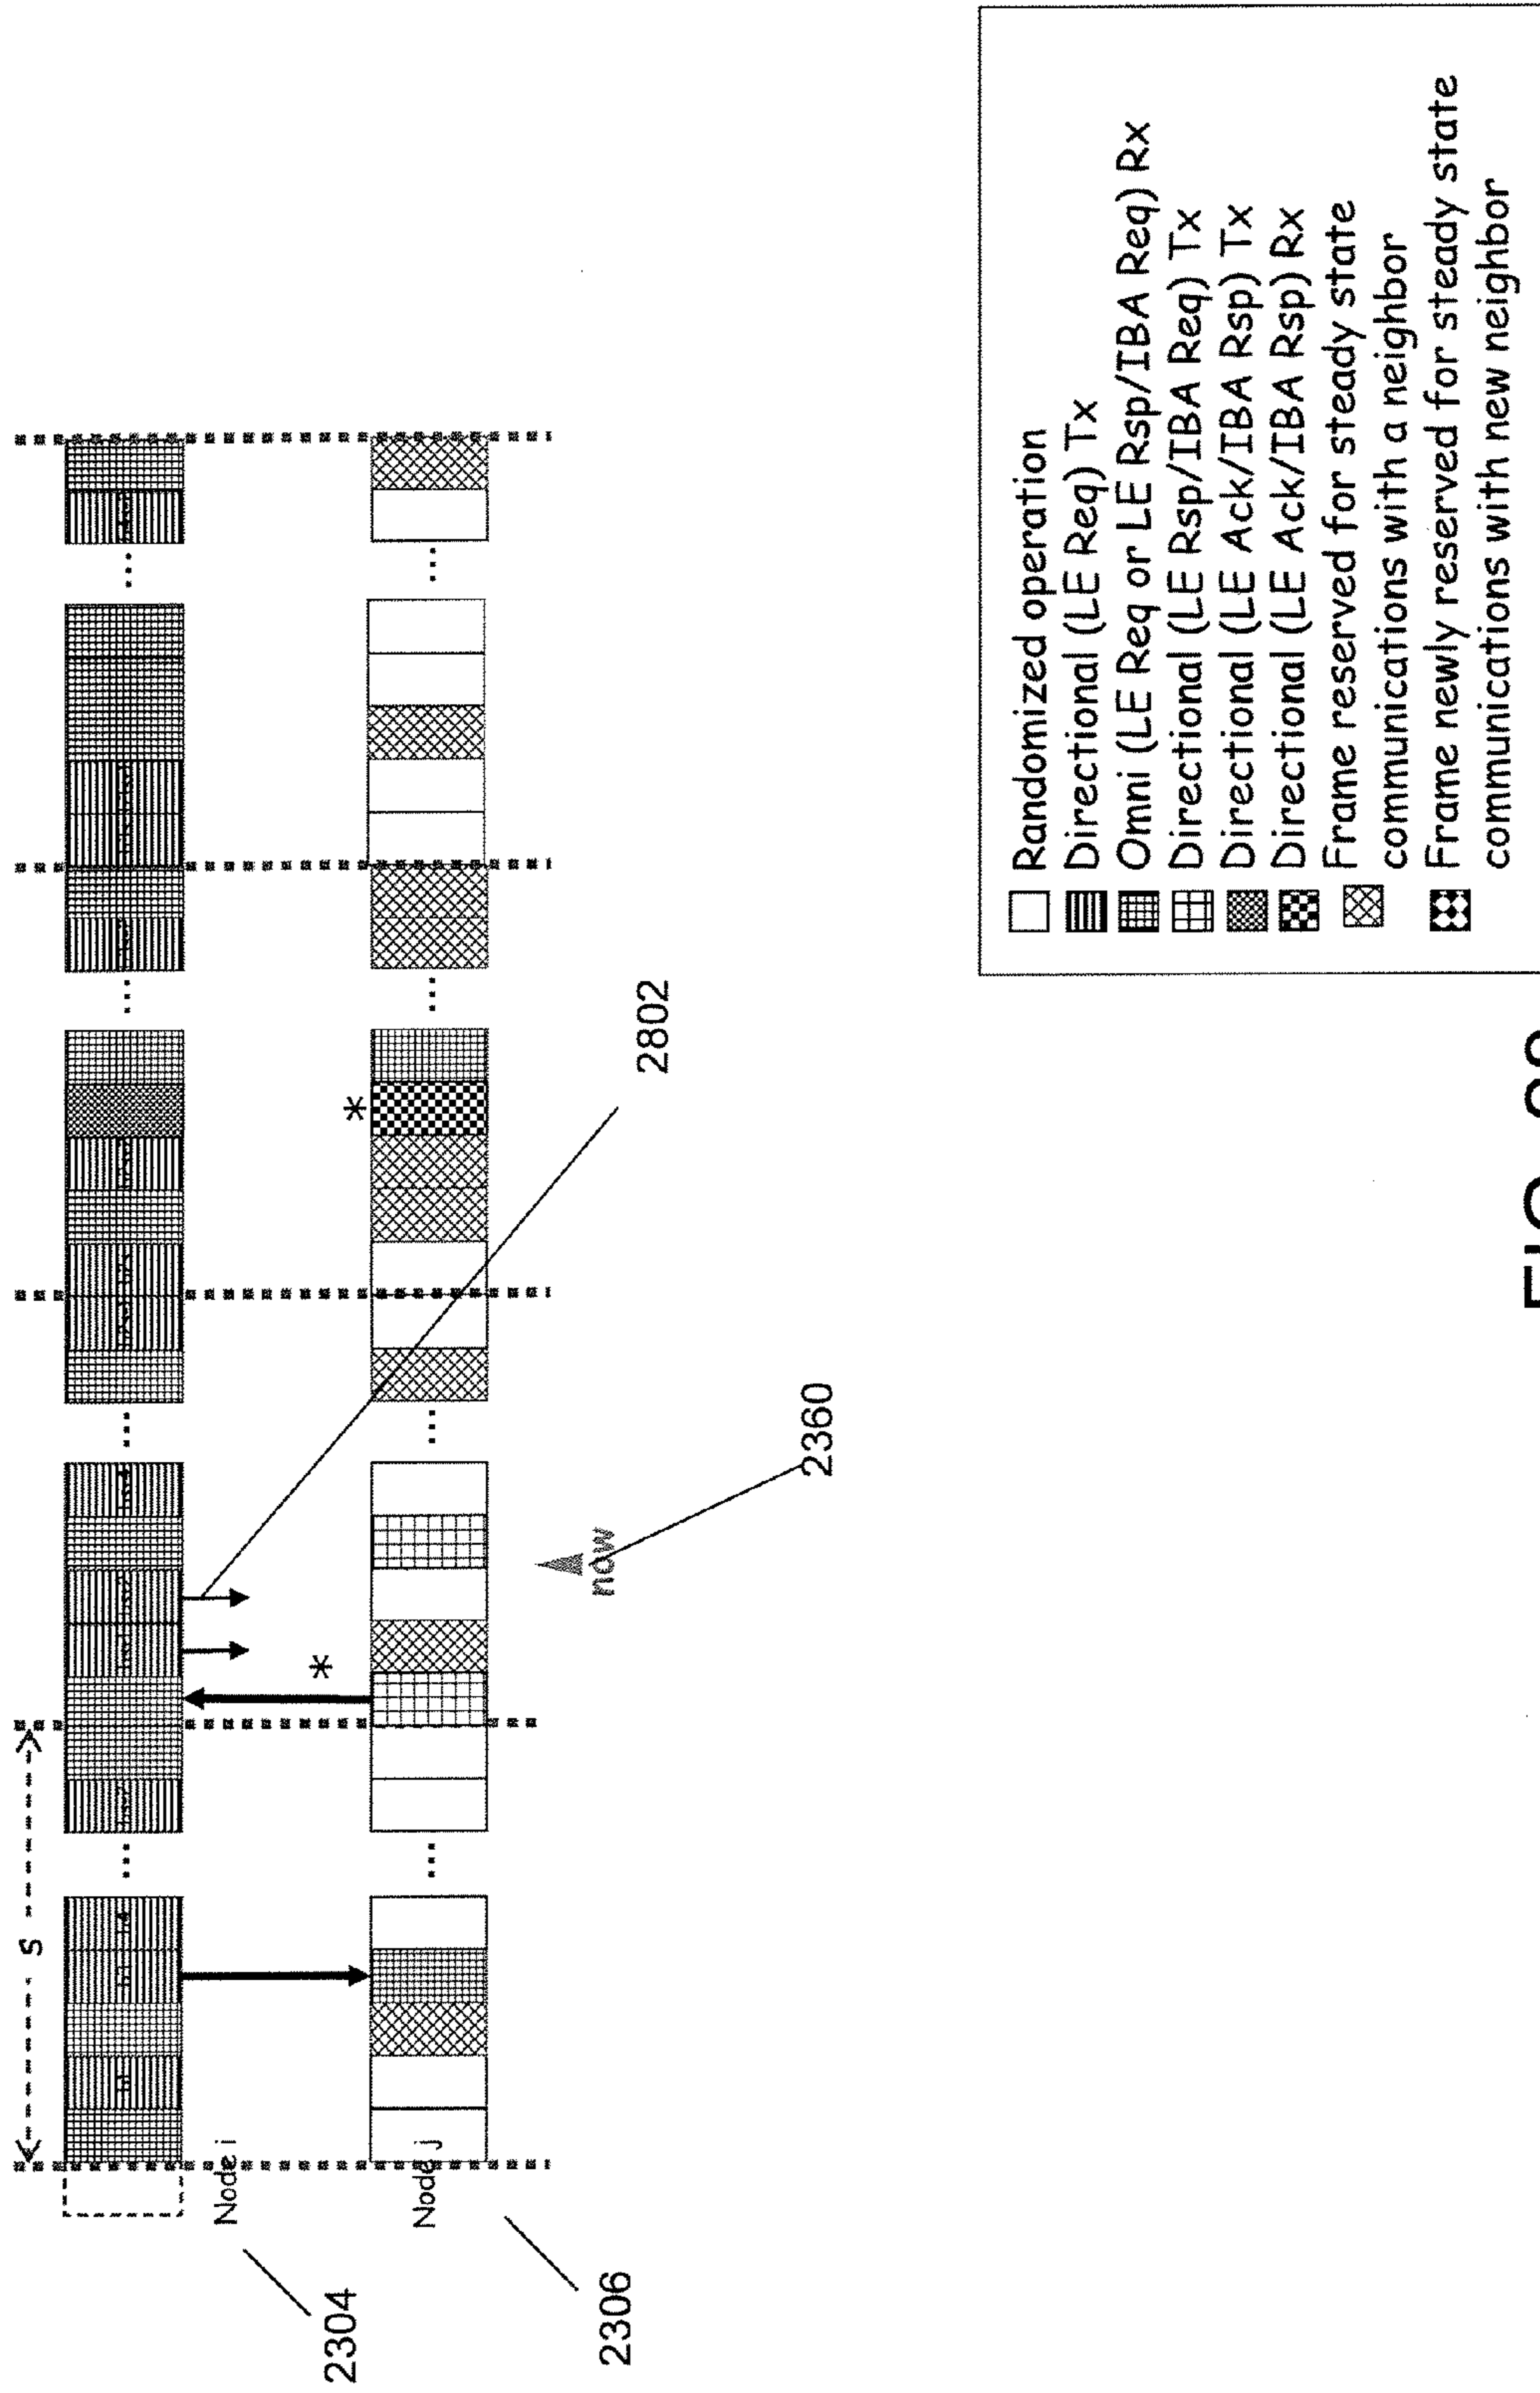 S
2304
Node i
2306
Node j
*
*
now
2360
2802
... ... ... ... ...
... ... ... ... ...
Randomized operation
Directional (LE Req) Tx
Omni (LE Req or LE Rsp/IBA Req) Rx
Directional (LE Rsp/IBA Req) Tx
Directional (LE Ack/IBA Rsp) Tx
Directional (LE Ack/IBA Rsp) Rx
Frame reserved for steady state
communications with a neighbor
Frame newly reserved for steady state
communications with new neighbor